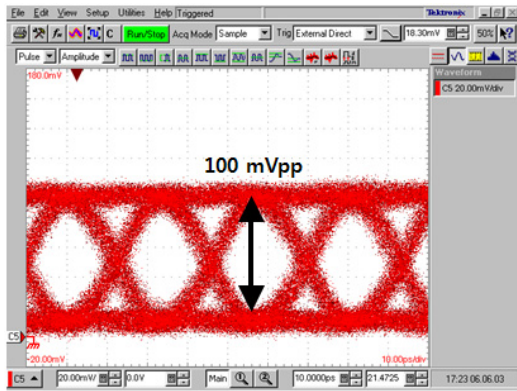 File Edit View Setup Utilities Help Triggered Tektronix
C Run/Stop Acq Mode Sample Trig External Direct 18.30mV 50%
Pulse Amplitude
Waveform
180.0mV
C5 20.00mV/div
100 mVpp
C5
-20.00mV 10.00ps/div
C5 20.00mV/ 0.0V Main 10.0000ps 21.4725 17:23 06.06.03